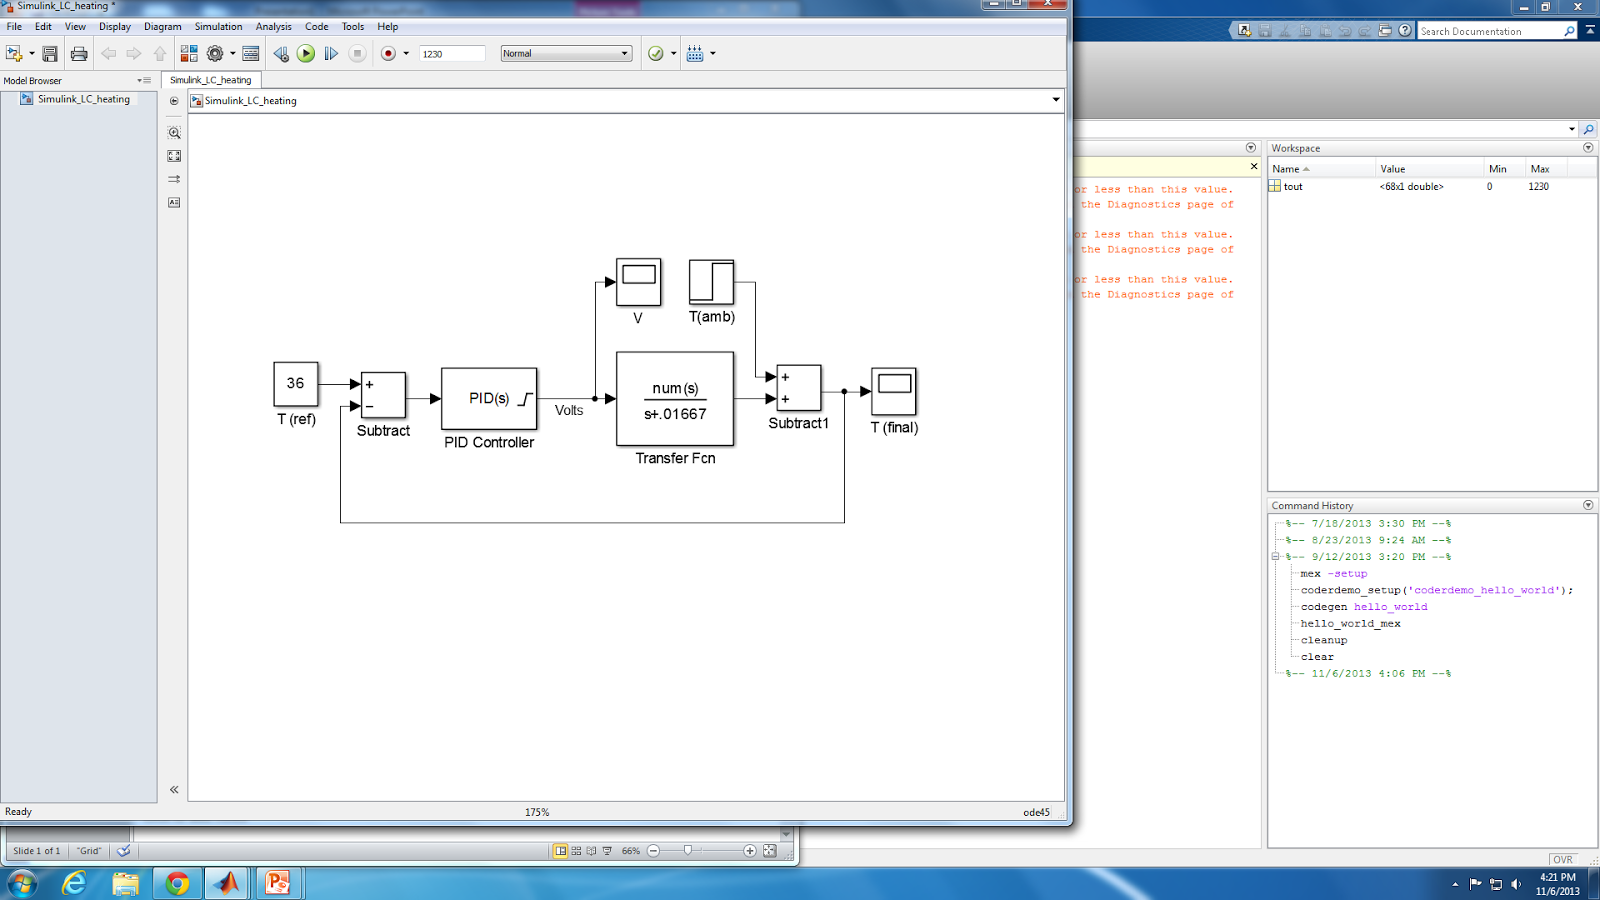 Simulink_LC_heating *
File Edit View Display Diagram Simulation Analysis Code Tools Help
1230
Normal
Search Documentation
Model Browser
Simulink_LC_heating
Simulink_LC_heating
Simulink_LC_heating
36
T (ref)
+
−
Subtract
PID(s)
PID Controller
Volts
V
T(amb)
num(s)
s+.01667
Transfer Fcn
+
+
Subtract1
T (final)
Ready
175%
ode45
or less than this value.
the Diagnostics page of
or less than this value.
the Diagnostics page of
or less than this value.
the Diagnostics page of
Workspace
Name Value Min Max
tout <68x1 double> 0 1230
Command History
%-- 7/18/2013 3:30 PM --%
%-- 8/23/2013 9:24 AM --%
%-- 9/12/2013 3:20 PM --%
mex -setup
coderdemo_setup('coderdemo_hello_world');
codegen hello_world
hello_world_mex
cleanup
clear
%-- 11/6/2013 4:06 PM --%
Slide 1 of 1 "Grid" 66%
OVR
4:21 PM
11/6/2013